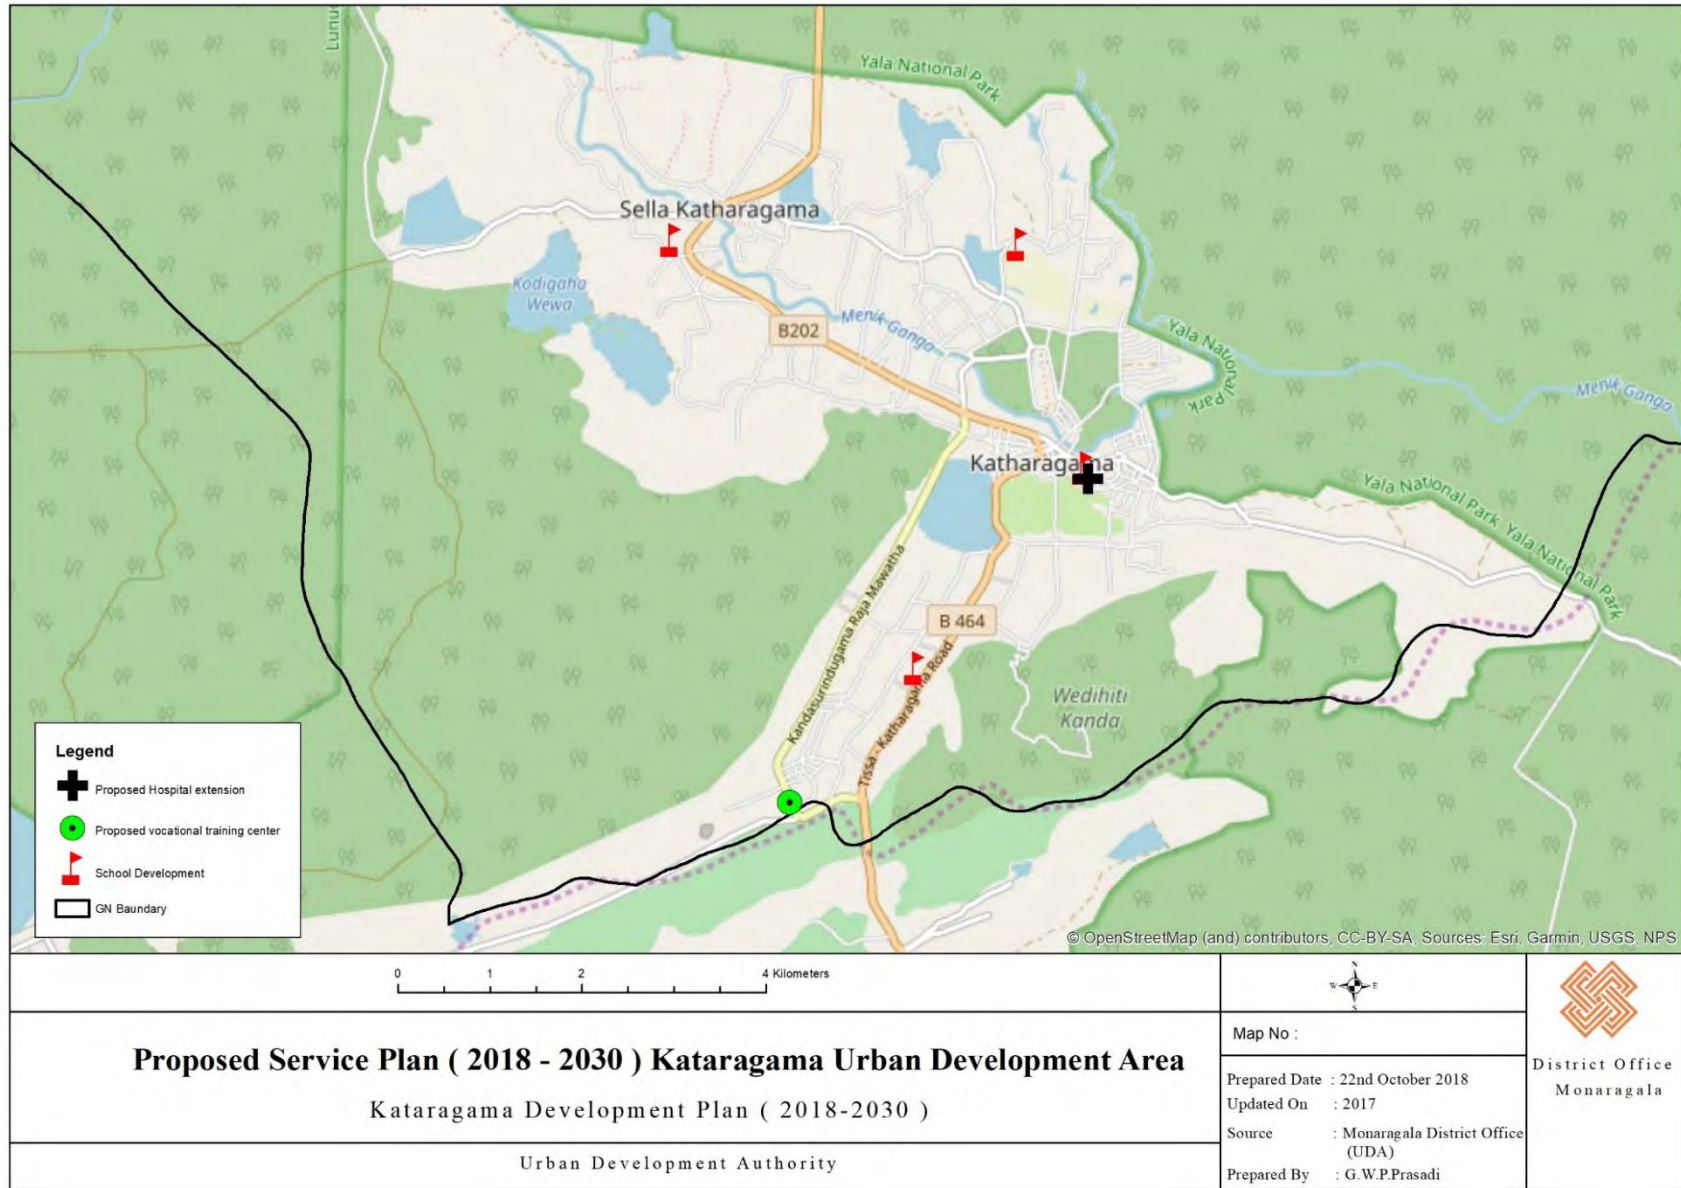 Lunu
Yala National Park
Sella Katharagama
Kodigaha
Wewa
B202
Menik Ganga
Yala National
Park
Menik Ganga
Katharagama
Yala National Park
Yala National Park
Kandasurindugama Raja Mawatha
B 464
Tissa - Katharagama Road
Wedihiti
Kanda
Legend
Proposed Hospital extension
Proposed vocational training center
School Development
GN Baundary
© OpenStreetMap (and) contributors, CC-BY-SA, Sources: Esri, Garmin, USGS, NPS
0 1 2 4 Kilometers
N
W E
S
Proposed Service Plan ( 2018 - 2030 ) Kataragama Urban Development Area
Kataragama Development Plan ( 2018-2030 )
Urban Development Authority
Map No :
Prepared Date : 22nd October 2018
Updated On : 2017
Source : Monaragala District Office
(UDA)
Prepared By : G.W.P.Prasadi
District Office
Monaragala